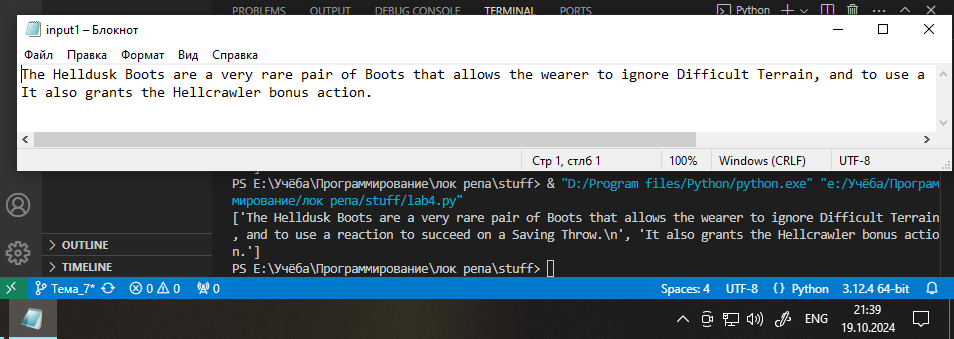 PROBLEMS OUTPUT DEBUG CONSOLE TERMINAL PORTS Python
input1 – Блокнот
Файл Правка Формат Вид Справка
The Helldusk Boots are a very rare pair of Boots that allows the wearer to ignore Difficult Terrain, and to use a
It also grants the Hellcrawler bonus action.
Стр 1, стлб 1 100% Windows (CRLF) UTF-8
PS E:\Учёба\Программирование\лок репа\stuff> & "D:/Program files/Python/python.exe" "e:/Учёба/Програм
мирование/лок репа/stuff/lab4.py"
['The Helldusk Boots are a very rare pair of Boots that allows the wearer to ignore Difficult Terrain
, and to use a reaction to succeed on a Saving Throw.\n', 'It also grants the Hellcrawler bonus actio
n.']
PS E:\Учёба\Программирование\лок репа\stuff>
OUTLINE
TIMELINE
Тема_7* 0 0 0 Spaces: 4 UTF-8 {} Python 3.12.4 64-bit
ENG
21:39
19.10.2024